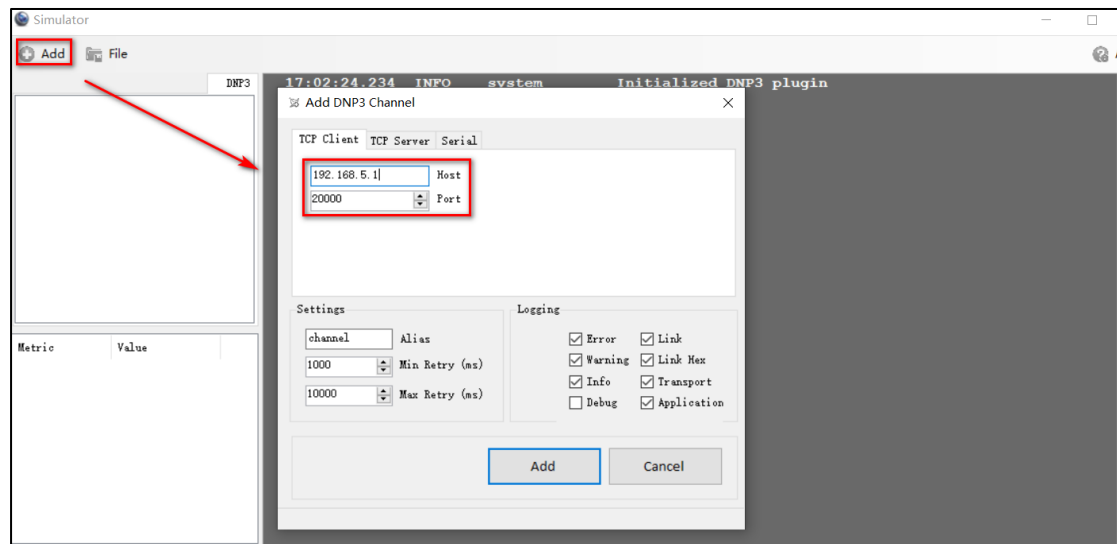 Simulator
Add File
DNP3
17:02:24.234 INFO system Initialized DNP3 plugin
Add DNP3 Channel
TCP Client TCP Server Serial
192.168.5.1 Host
20000 Port
Settings
Logging
channel Alias
1000 Min Retry (ms)
10000 Max Retry (ms)
Error Link
Warning Link Hex
Info Transport
Debug Application
Metric Value
Add Cancel